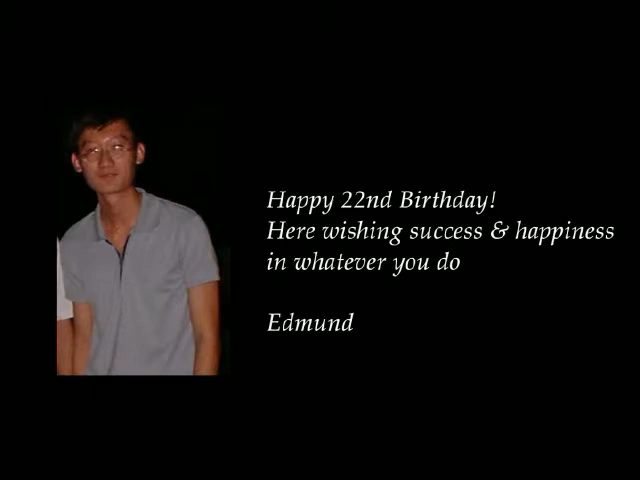 Happy 22nd Birthday!
Here wishing success & happiness
in whatever you do
Edmund